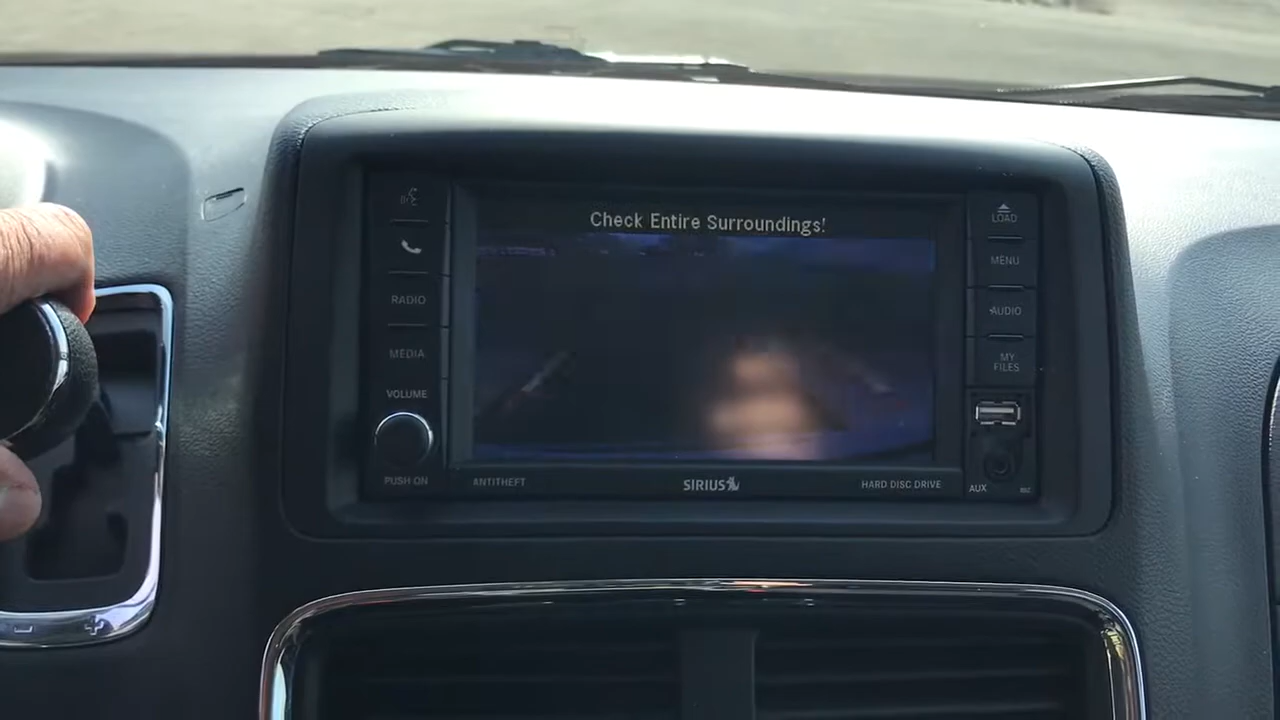 Check Entire Surroundings!
RADIO
MEDIA
VOLUME
PUSH ON
ANTITHEFT
SIRIUS
HARD DISC DRIVE
LOAD
MENU
AUDIO
MY
FILES
AUX
- +